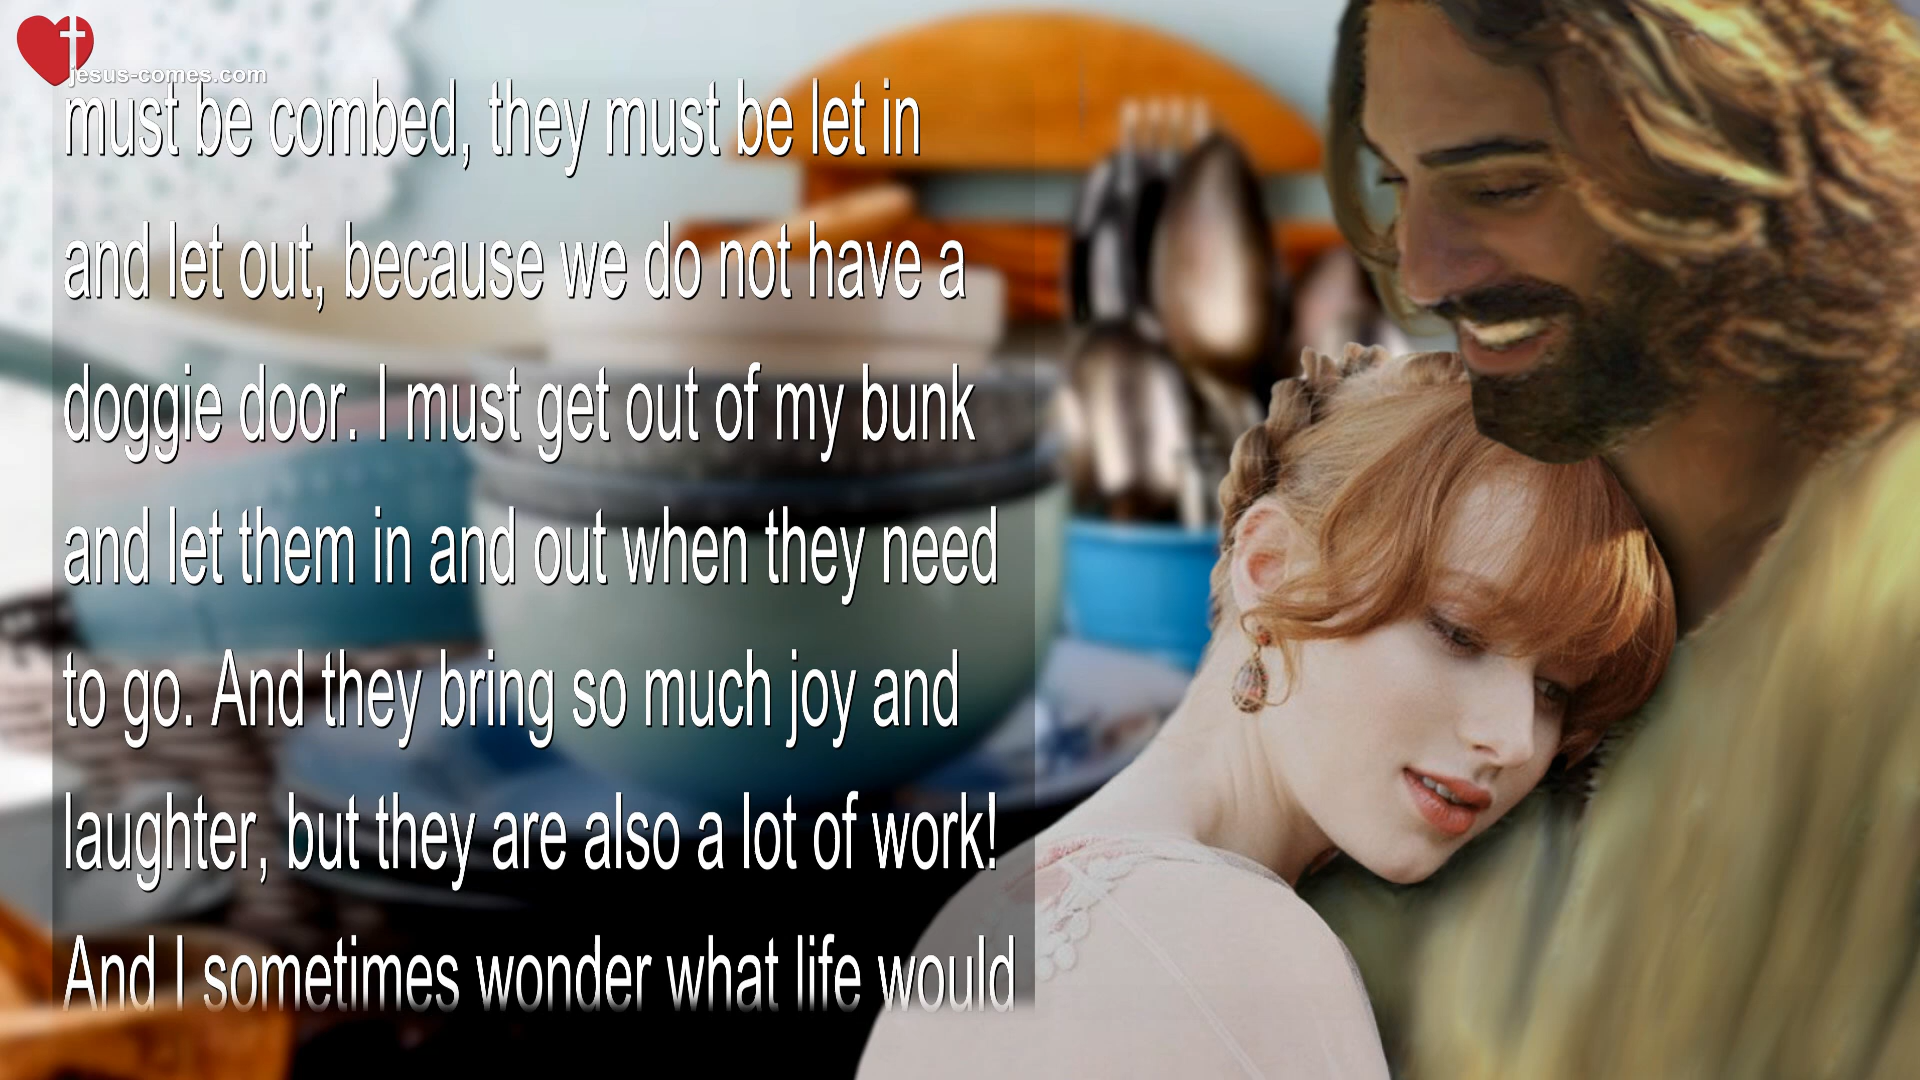 jesus-comes.com
must be combed, they must be let in
and let out, because we do not have a
doggie door. I must get out of my bunk
and let them in and out when they need
to go. And they bring so much joy and
laughter, but they are also a lot of work!
And I sometimes wonder what life would